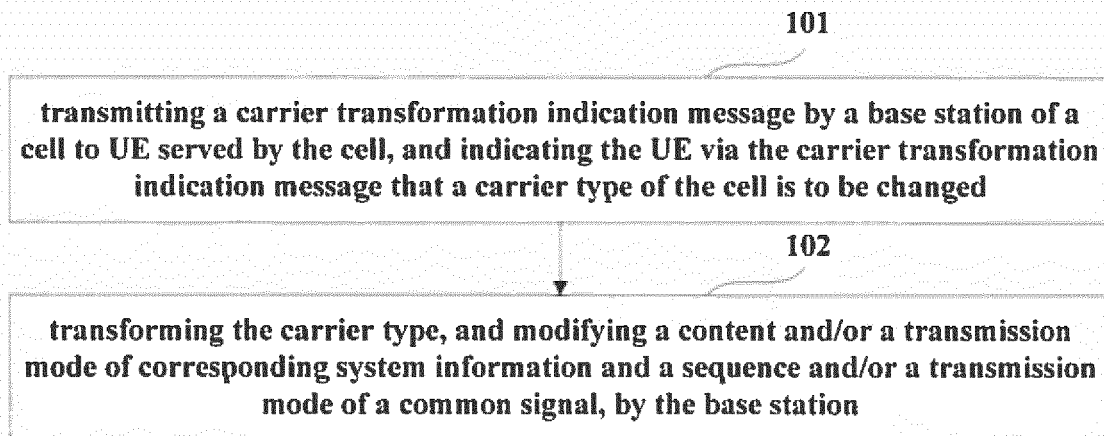 101
transmitting a carrier transformation indication message by a base station of a
cell to UE served by the cell, and indicating the UE via the carrier transformation
indication message that a carrier type of the cell is to be changed
102
transforming the carrier type, and modifying a content and/or a transmission
mode of corresponding system information and a sequence and/or a transmission
mode of a common signal, by the base station